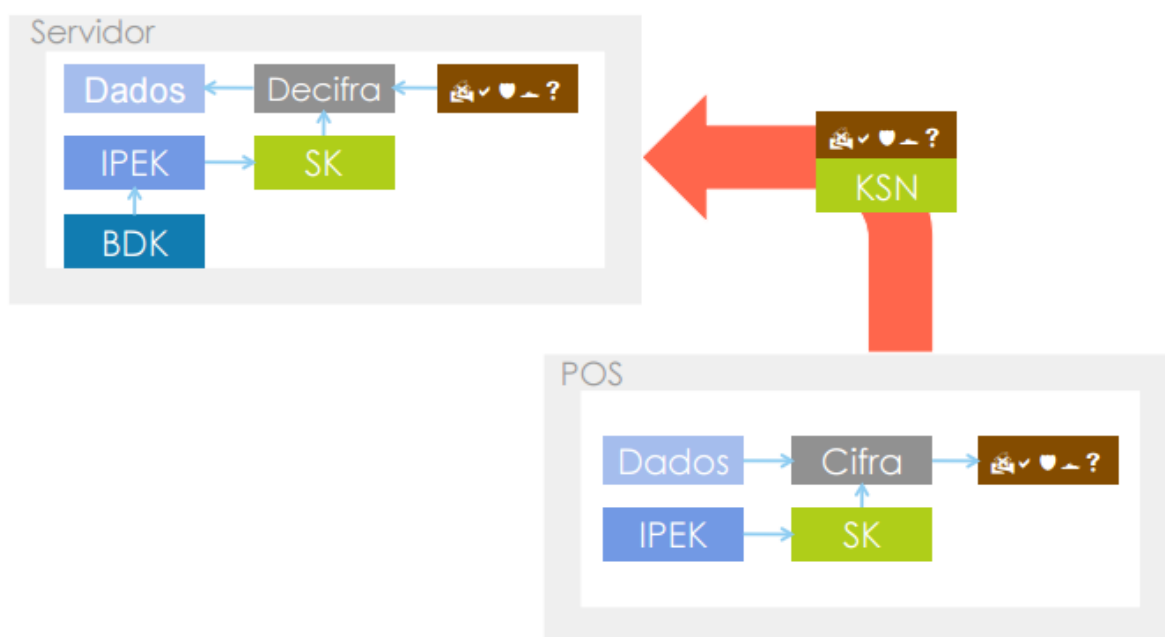 Servidor
Dados
Decifra
?
IPEK
SK
BDK
?
KSN
POS
Dados
Cifra
?
IPEK
SK